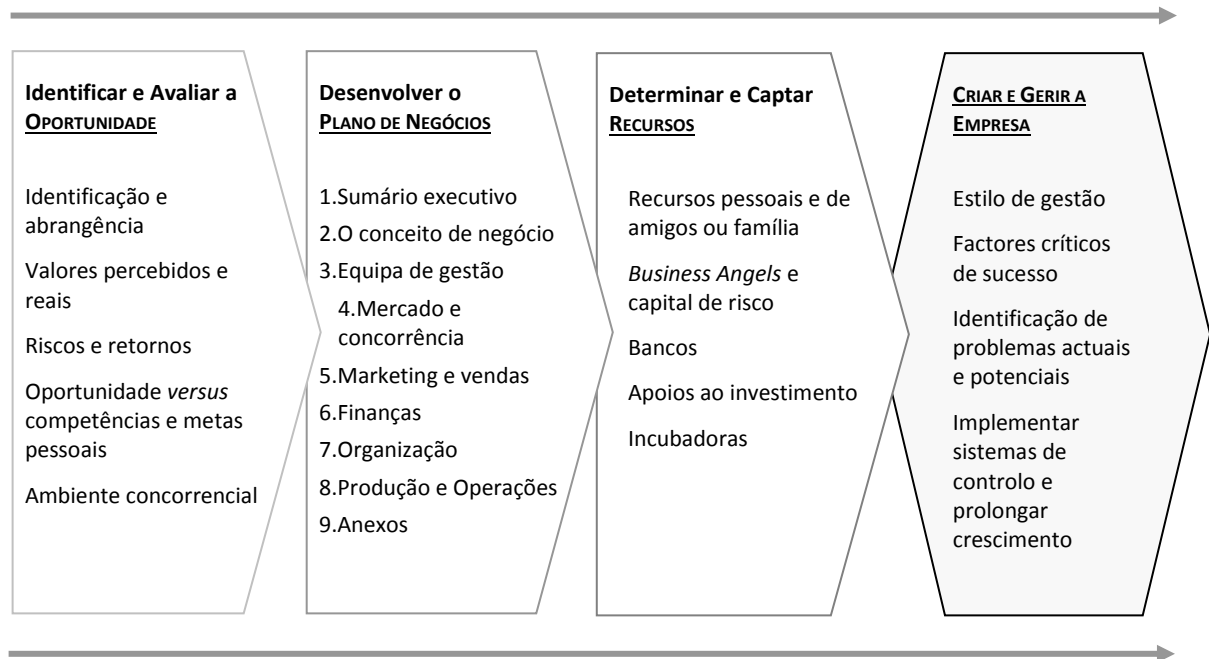 Identificar e Avaliar a
OPORTUNIDADE
Identificação e
abrangência
Valores percebidos e
reais
Riscos e retornos
Oportunidade versus
competências e metas
pessoais
Ambiente concorrencial
Desenvolver o
PLANO DE NEGÓCIOS
1.Sumário executivo
2.O conceito de negócio
3.Equipa de gestão
4.Mercado e
concorrência
5.Marketing e vendas
6.Finanças
7.Organização
8.Produção e Operações
9.Anexos
Determinar e Captar
RECURSOS
Recursos pessoais e de
amigos ou família
Business Angels e
capital de risco
Bancos
Apoios ao investimento
Incubadoras
CRIAR E GERIR A
EMPRESA
Estilo de gestão
Factores críticos
de sucesso
Identificação de
problemas actuais
e potenciais
Implementar
sistemas de
controlo e
prolongar
crescimento